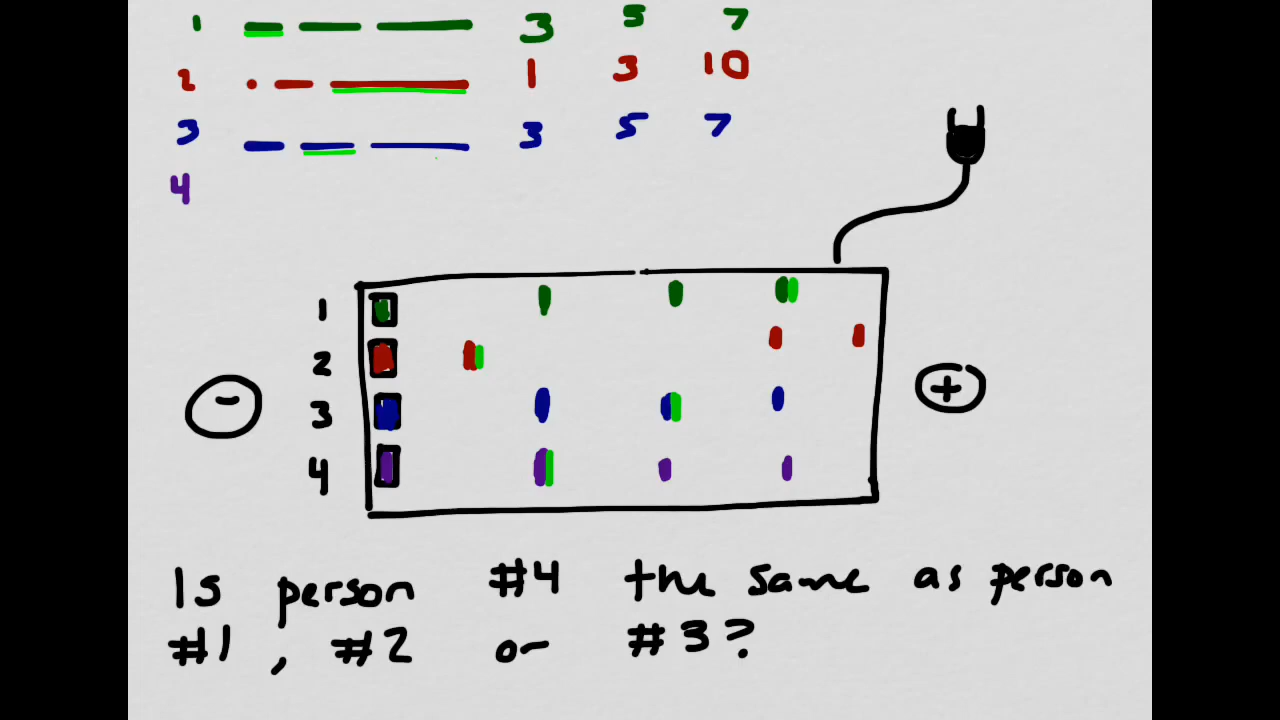 1 3 5 7
2 1 3 10
3 3 5 7
4
1
2
3
4
-
+
Is person #4 the same as person
#1, #2 or #3?